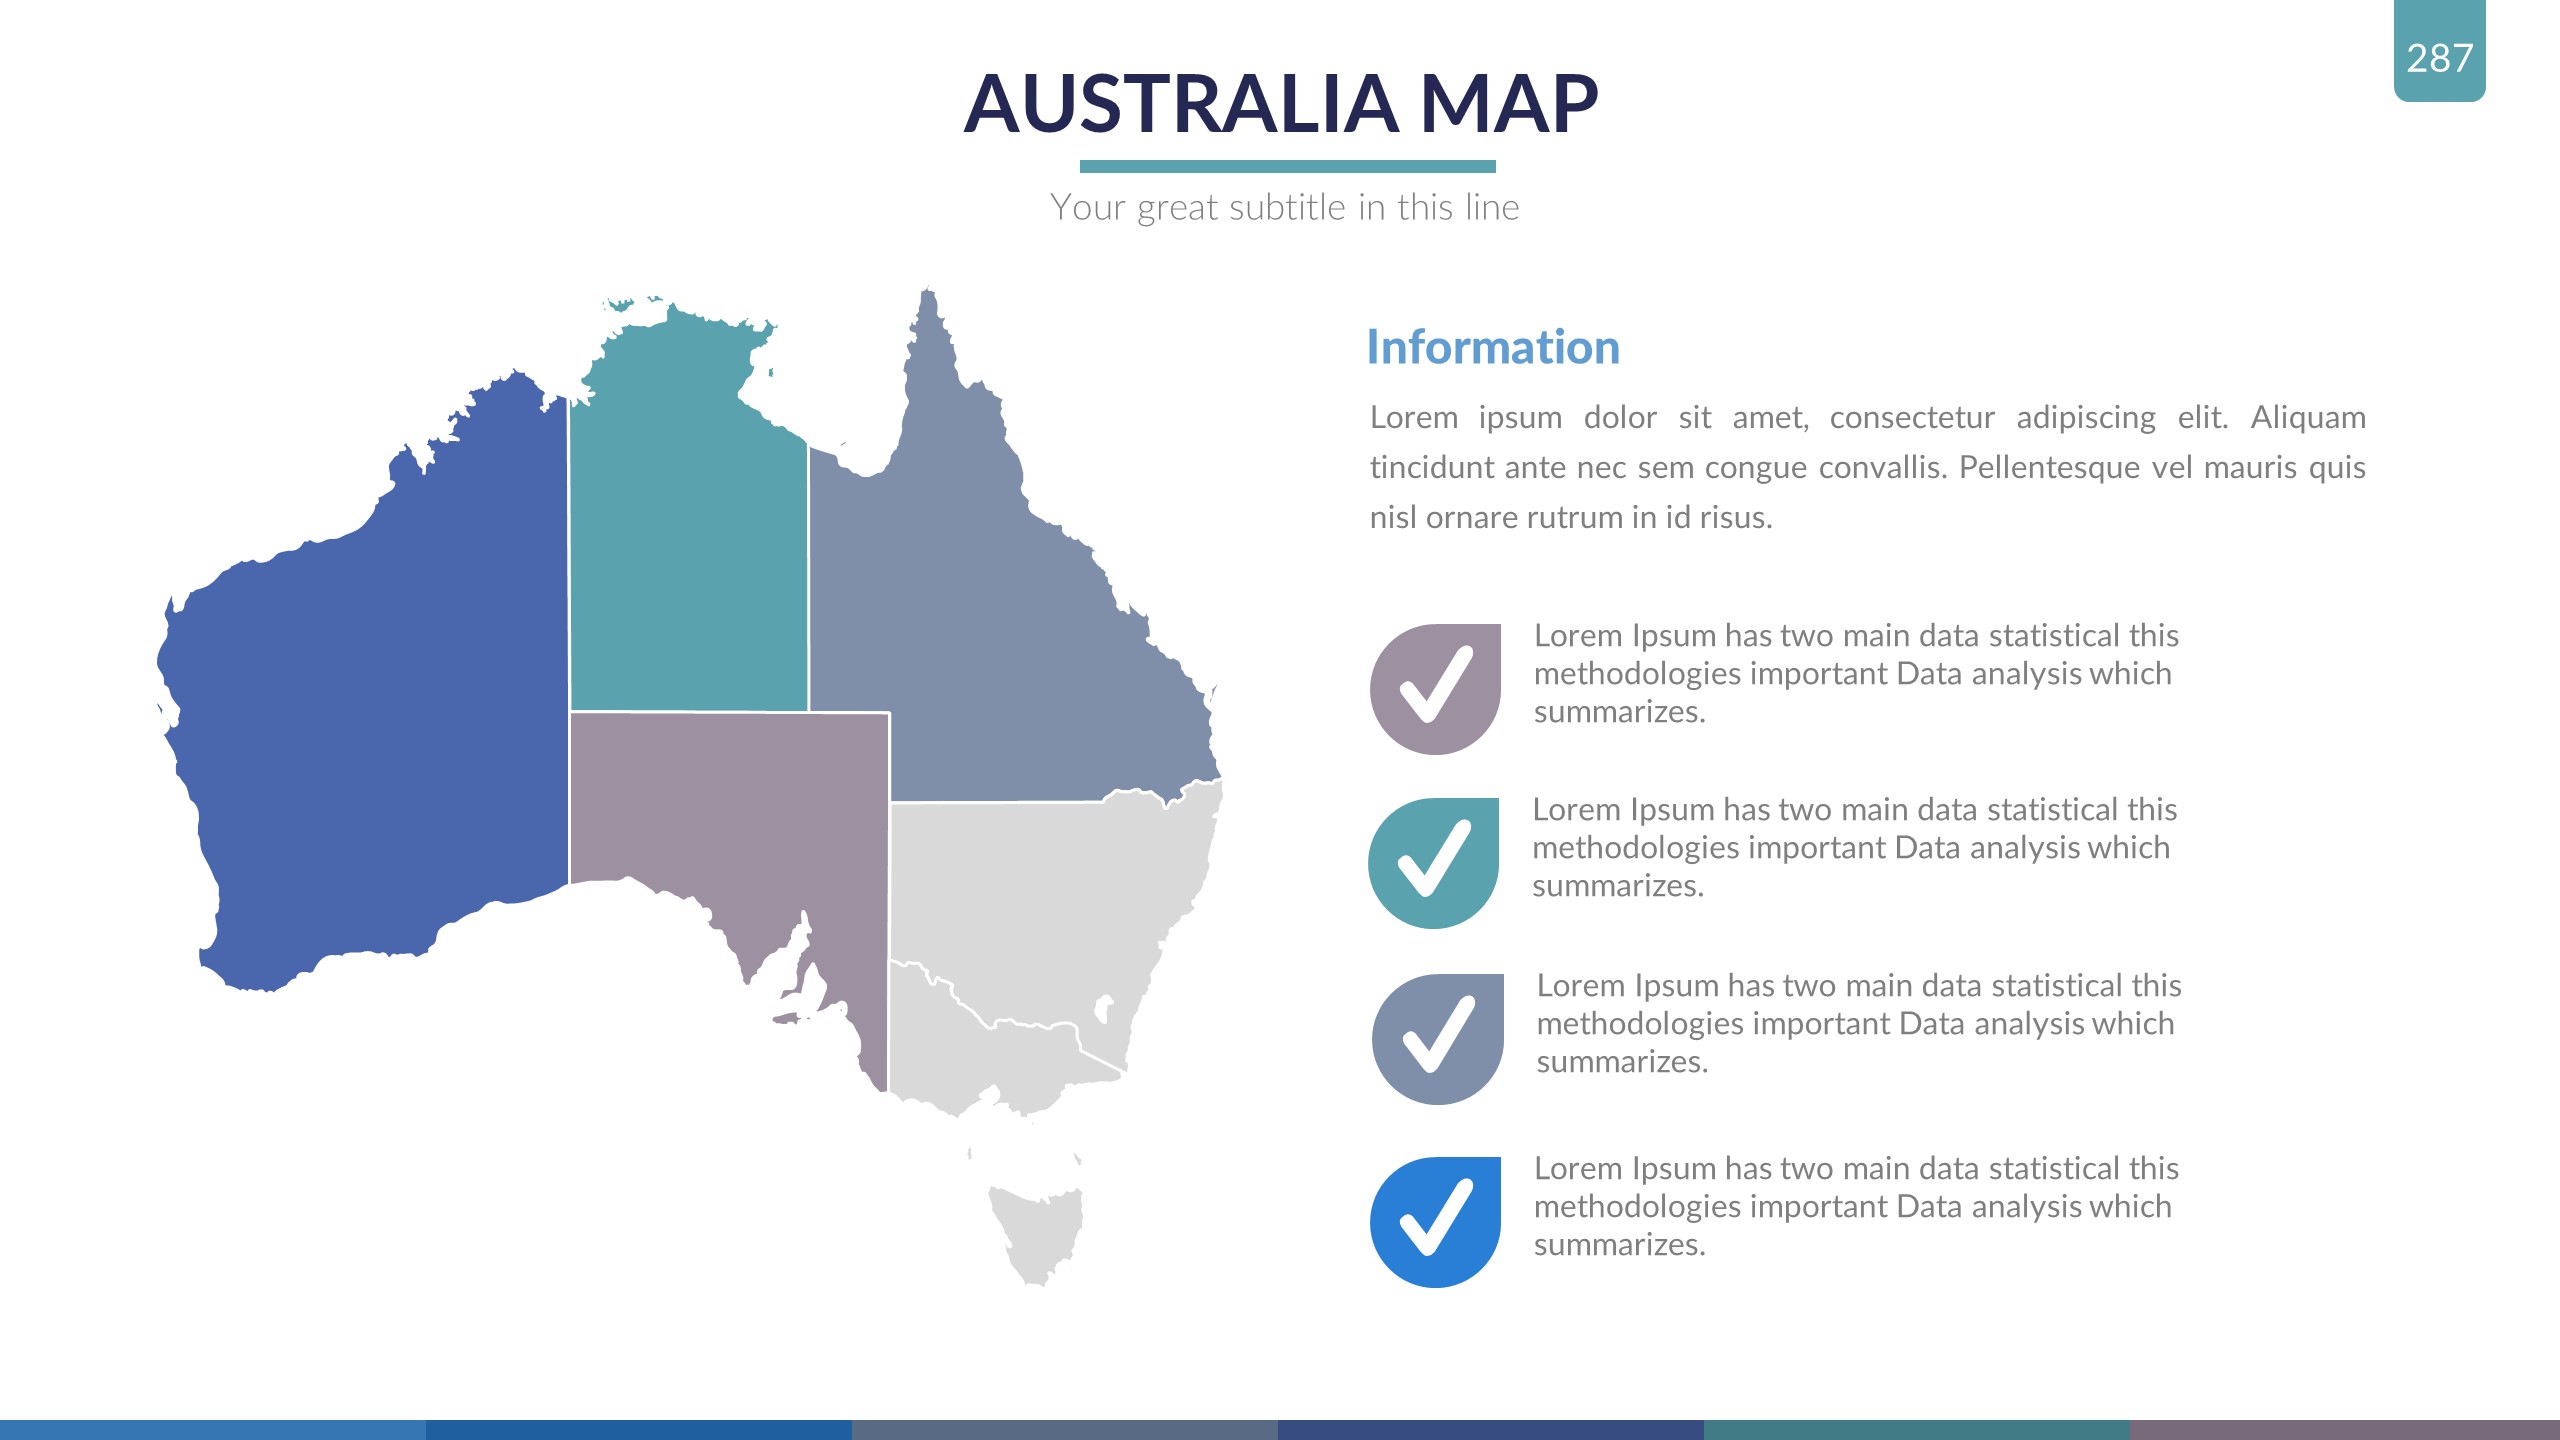 287
AUSTRALIA MAP
Your great subtitle in this line
Information
Lorem ipsum dolor sit amet, consectetur adipiscing elit. Aliquam
tincidunt ante nec sem congue convallis. Pellentesque vel mauris quis
nisl ornare rutrum in id risus.
Lorem Ipsum has two main data statistical this
methodologies important Data analysis which
summarizes.
Lorem Ipsum has two main data statistical this
methodologies important Data analysis which
summarizes.
Lorem Ipsum has two main data statistical this
methodologies important Data analysis which
summarizes.
Lorem Ipsum has two main data statistical this
methodologies important Data analysis which
summarizes.